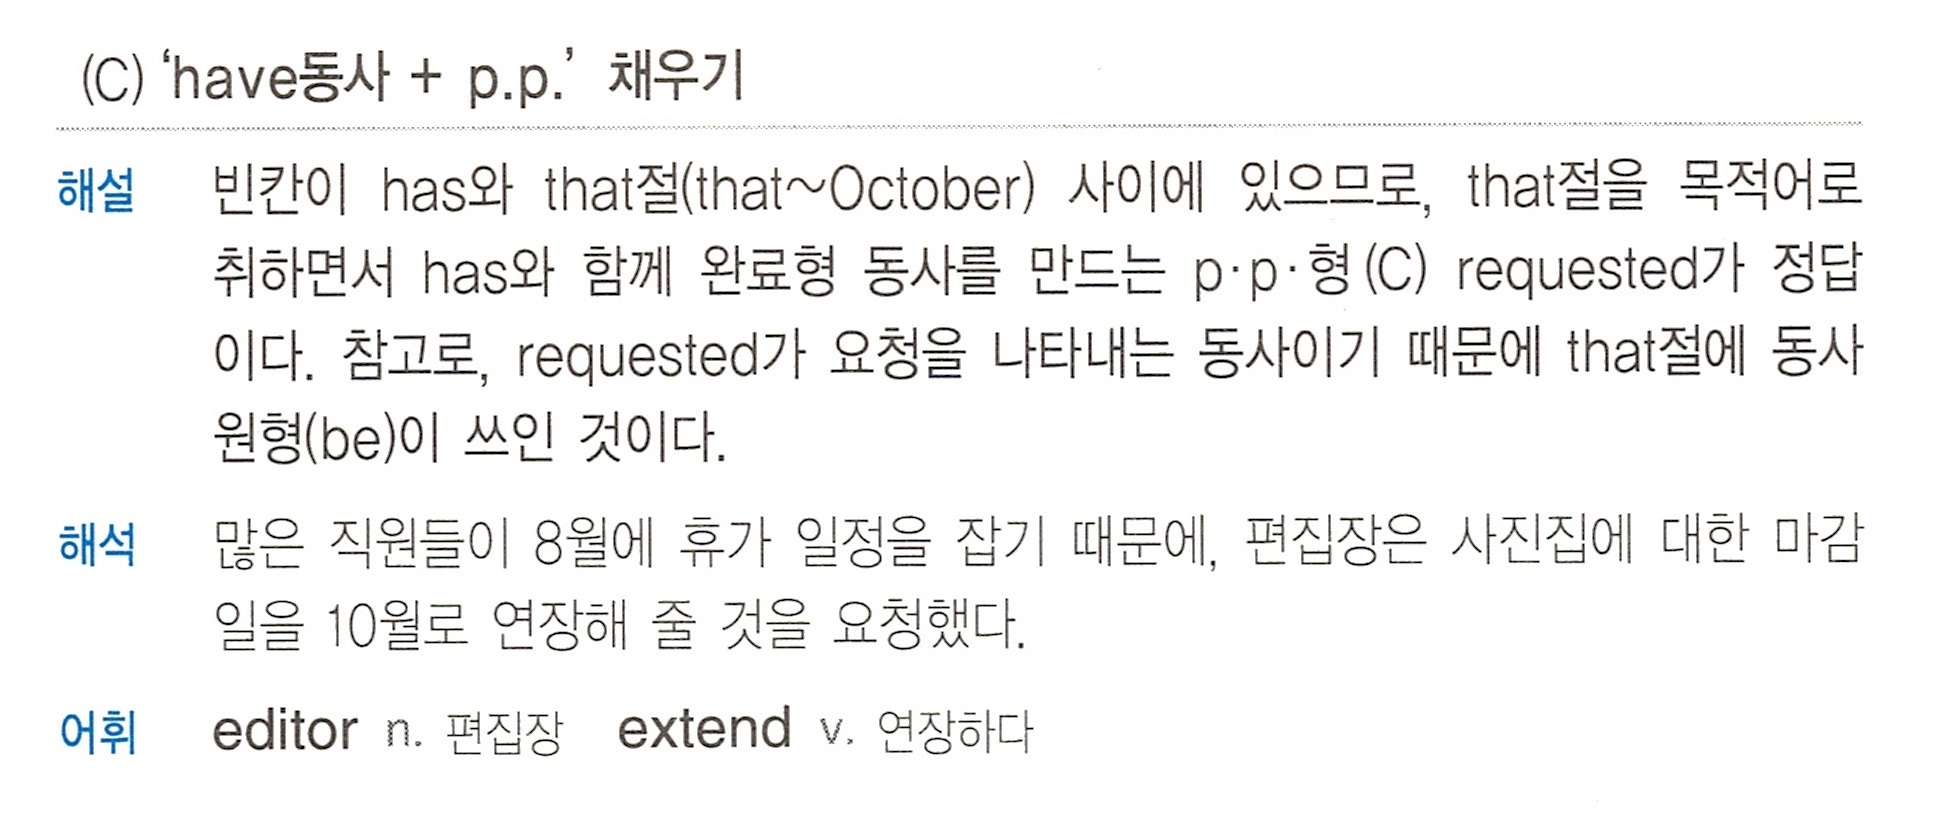 (C) ‘have동사 + p.p.’ 채우기
해설 빈칸이 has와 that절(that~October) 사이에 있으므로, that절을 목적어로
취하면서 has와 함께 완료형 동사를 만드는 p·p·형(C) requested가 정답
이다. 참고로, requested가 요청을 나타내는 동사이기 때문에 that절에 동사
원형(be)이 쓰인 것이다.
해석 많은 직원들이 8월에 휴가 일정을 잡기 때문에, 편집장은 사진집에 대한 마감
일을 10월로 연장해 줄 것을 요청했다.
어휘 editor n. 편집장 extend v. 연장하다